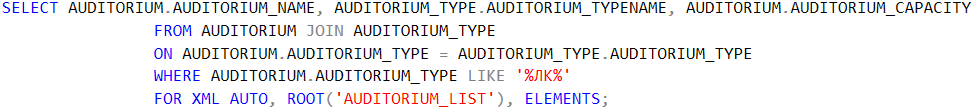 SELECT AUDITORIUM.AUDITORIUM_NAME, AUDITORIUM_TYPE.AUDITORIUM_TYPENAME, AUDITORIUM.AUDITORIUM_CAPACITY
FROM AUDITORIUM JOIN AUDITORIUM_TYPE
ON AUDITORIUM.AUDITORIUM_TYPE = AUDITORIUM_TYPE.AUDITORIUM_TYPE
WHERE AUDITORIUM.AUDITORIUM_TYPE LIKE '%ЛК%'
FOR XML AUTO, ROOT('AUDITORIUM_LIST'), ELEMENTS;